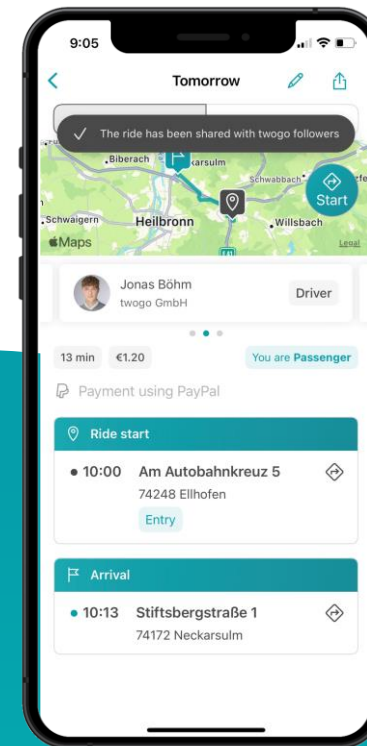 9:05
Tomorrow
The ride has been shared with twogo followers
Biberach
Schwabbach
Start
Schwaigern
Heilbronn
Willsbach
Maps
Legal
Jonas Böhm
twogo GmbH
Driver
13 min
€1.20
You are Passenger
Payment using PayPal
Ride start
10:00 Am Autobahnkreuz 5
74248 Ellhofen
Entry
Arrival
10:13 Stiftsbergstraße 1
74172 Neckarsulm